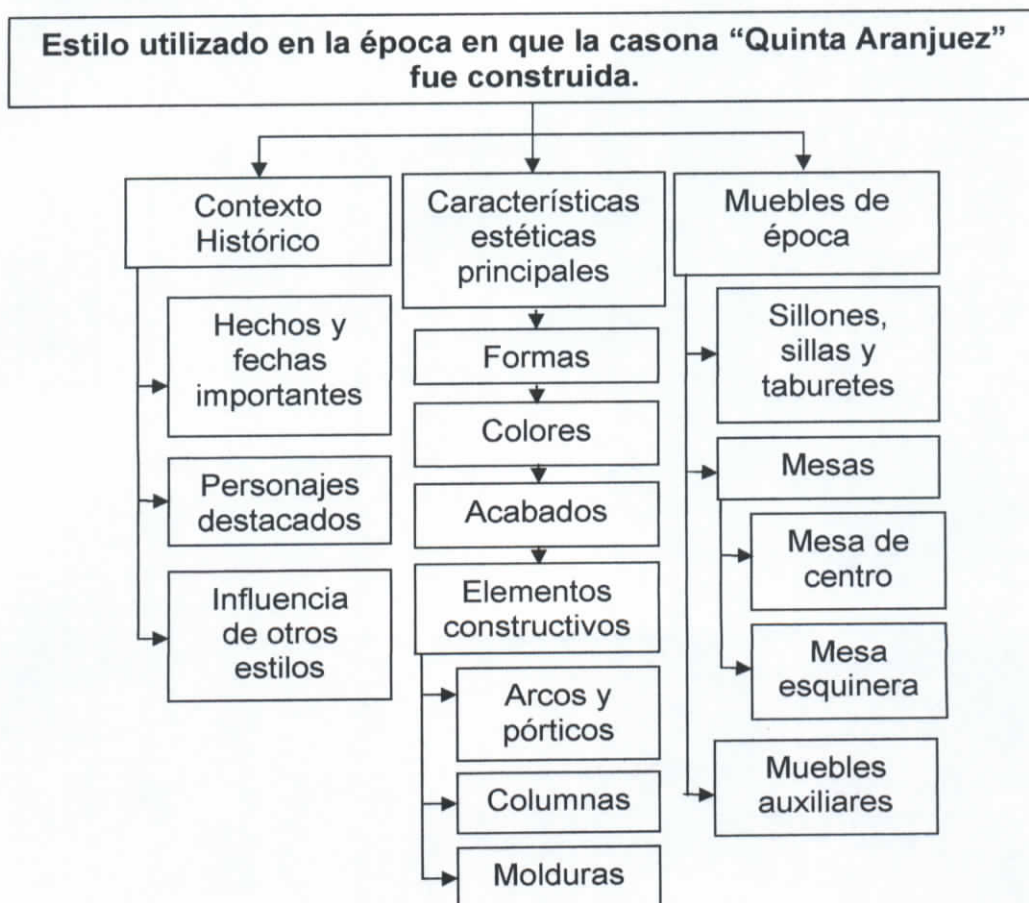 Estilo utilizado en la época en que la casona “Quinta Aranjuez”
fue construida.
Contexto
Histórico
Hechos y
fechas
importantes
Personajes
destacados
Influencia
de otros
estilos
Características
estéticas
principales
Formas
Colores
Acabados
Elementos
constructivos
Arcos y
pórticos
Columnas
Molduras
Muebles de
época
Sillones,
sillas y
taburetes
Mesas
Mesa de
centro
Mesa
esquinera
Muebles
auxiliares